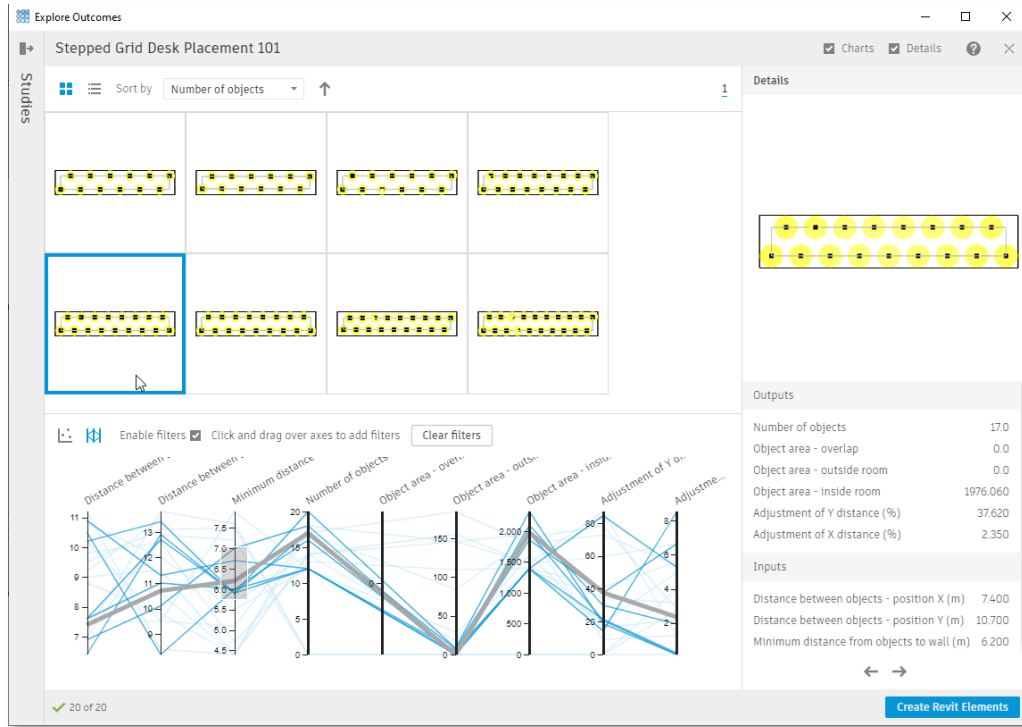 Explore Outcomes
Studies
Stepped Grid Desk Placement 101
Charts
Details
Sort by
Number of objects
1
Details
Outputs
Number of objects 17.0
Object area - overlap 0.0
Object area - outside room 0.0
Object area - inside room 1976.060
Adjustment of Y distance (%) 37.620
Adjustment of X distance (%) 2.350
Inputs
Distance between objects - position X (m) 7.400
Distance between objects - position Y (m) 10.700
Minimum distance from objects to wall (m) 6.200
Enable filters
Click and drag over axes to add filters
Clear filters
Distance between
Distance between
Minimum distance
Number of objects
Object area - over
Object area - outs...
Object area - insid
Adjustment of Y d
Adjustme...
11
10
9
8
7
13
12
11
10
9
7.5
7.0
6.5
6.0
5.5
5.0
4.5
20
15
10
5
0
0
150
100
50
0
2,000
1,500
1,000
500
0
80
60
40
20
0
8
6
4
2
20 of 20
Create Revit Elements